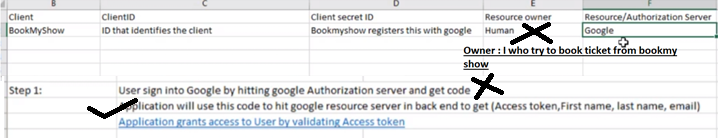 B C D E F
Client ClientID Client secret ID Resource owner Resource/Authorization Server
BookMyShow ID that identifies the client Bookmyshow registers this with google Human Google
Owner : I who try to book ticket from bookmy
show
Step 1: User sign into Google by hitting google Authorization server and get code
Application will use this code to hit google resource server in back end to get (Access token,First name, last name, email)
Application grants access to User by validating Access token